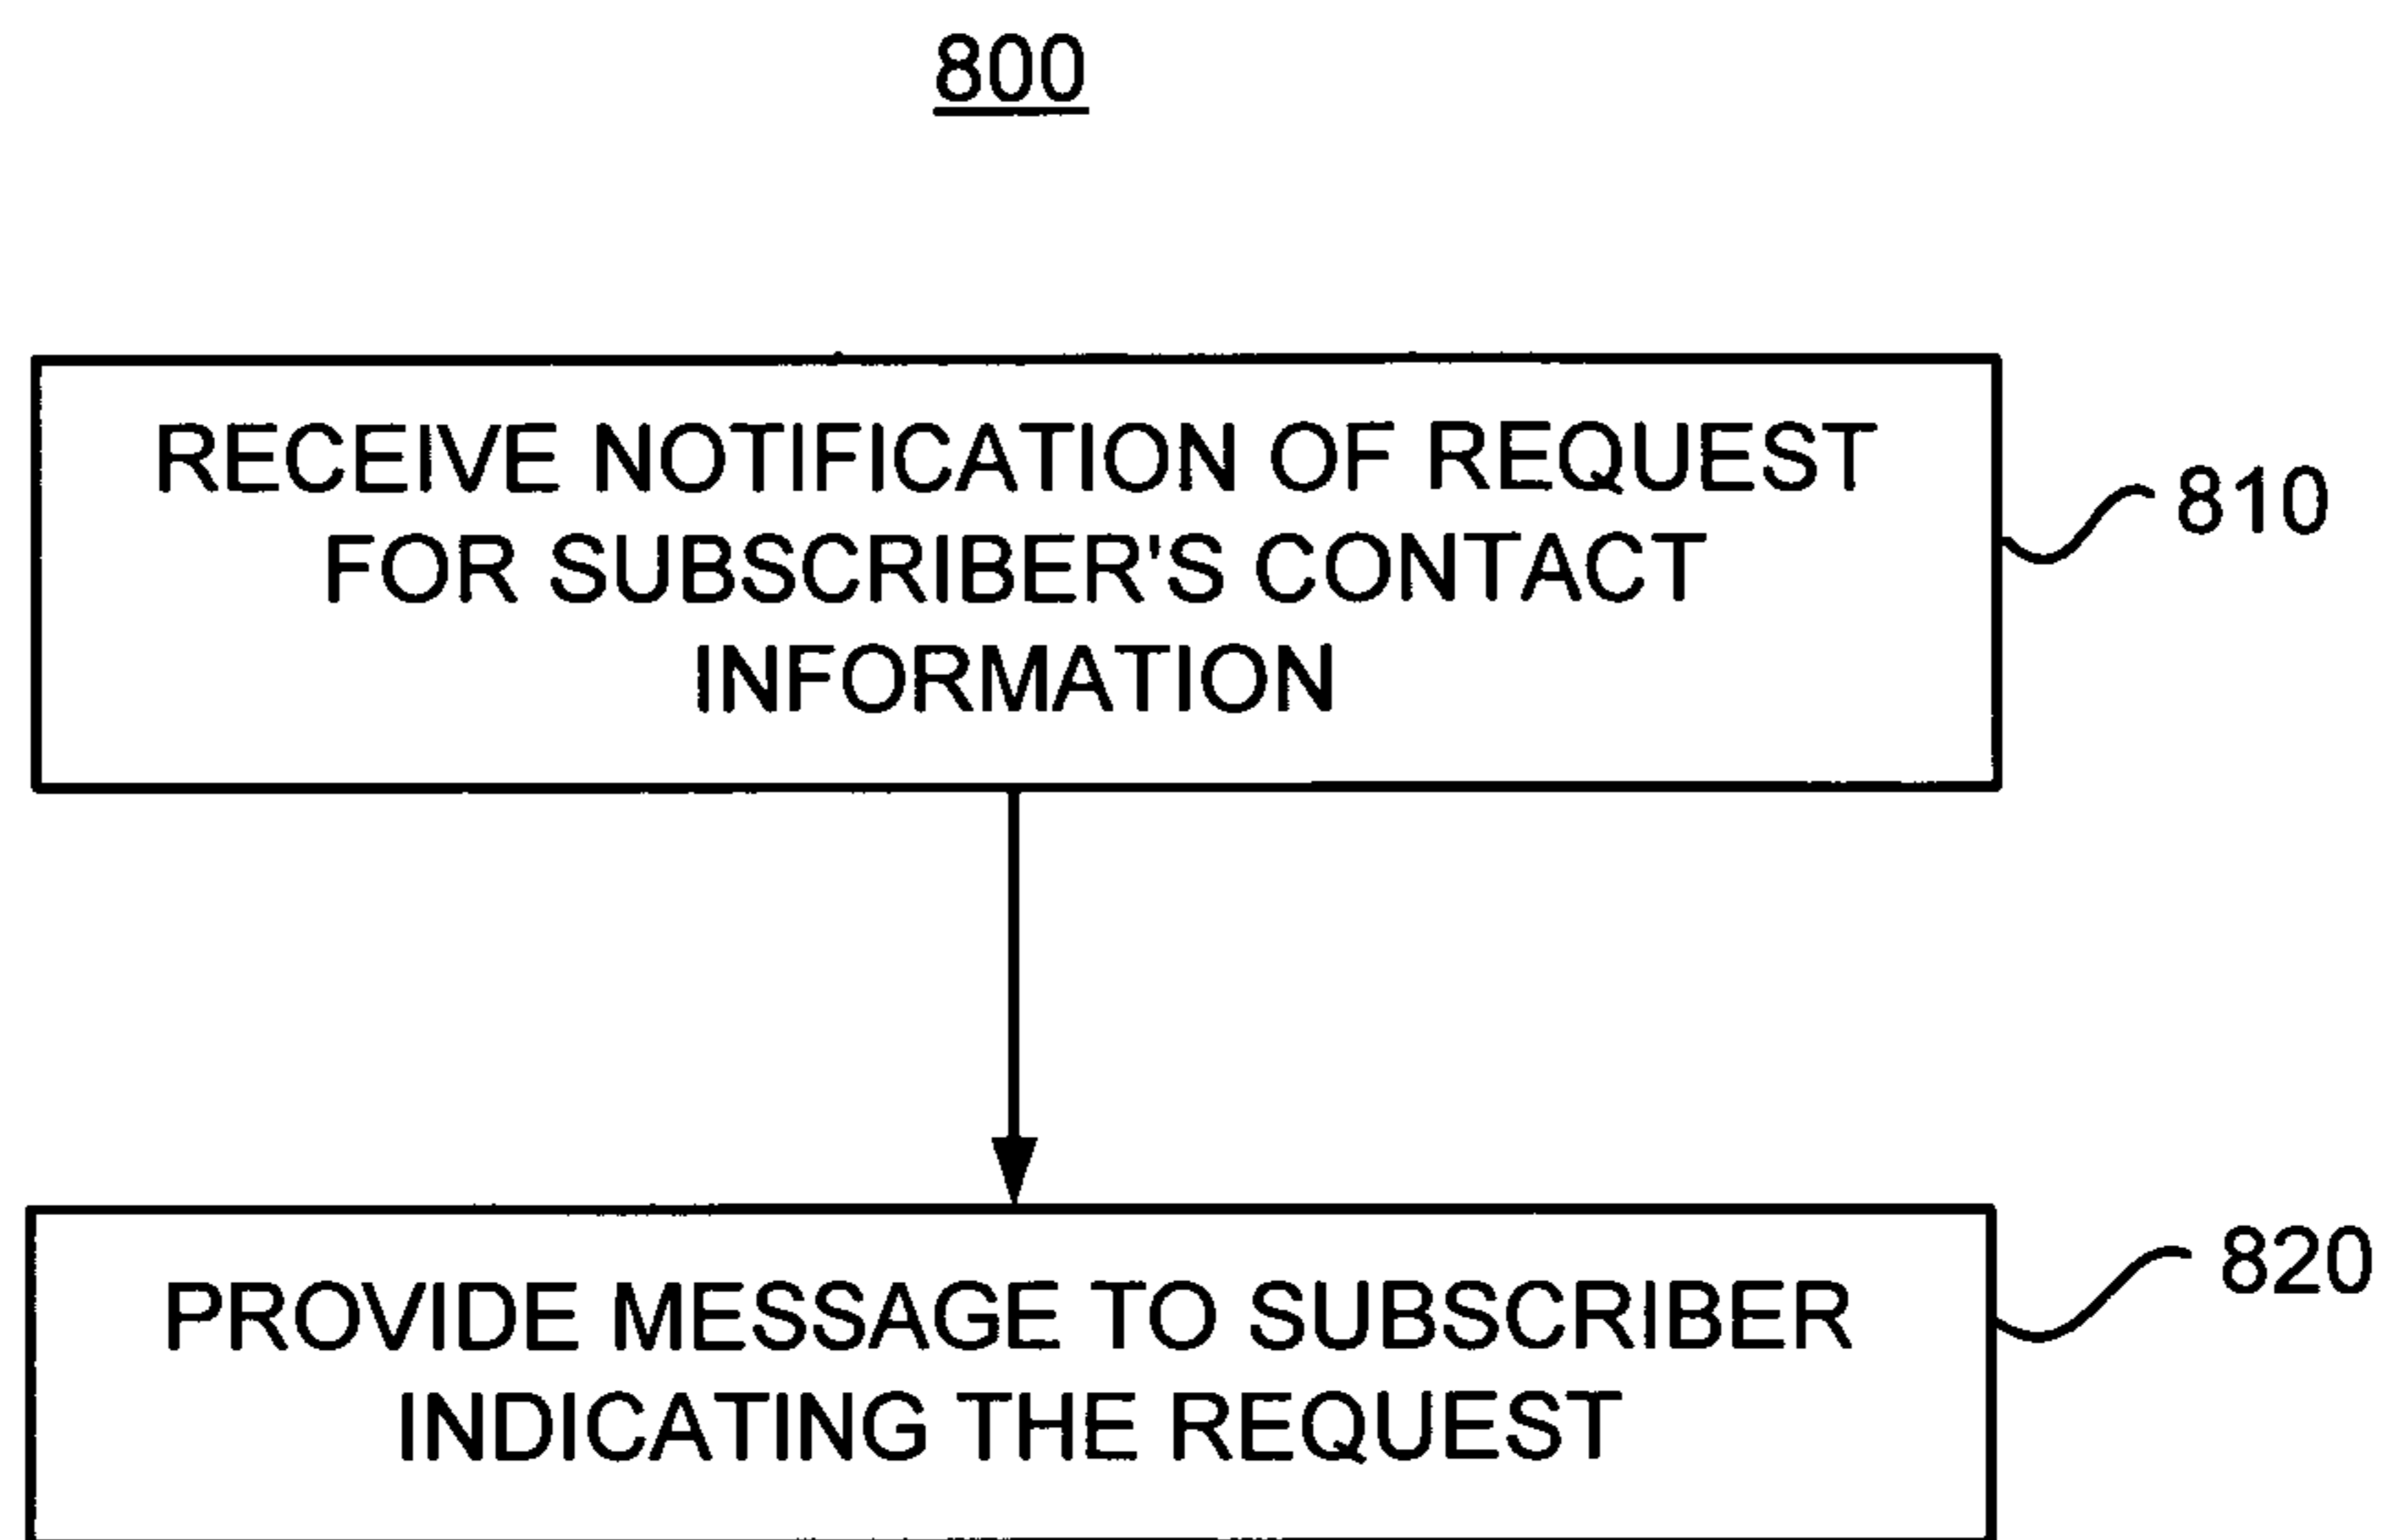 800
RECEIVE NOTIFICATION OF REQUEST
FOR SUBSCRIBER'S CONTACT
INFORMATION
810
PROVIDE MESSAGE TO SUBSCRIBER
INDICATING THE REQUEST
820